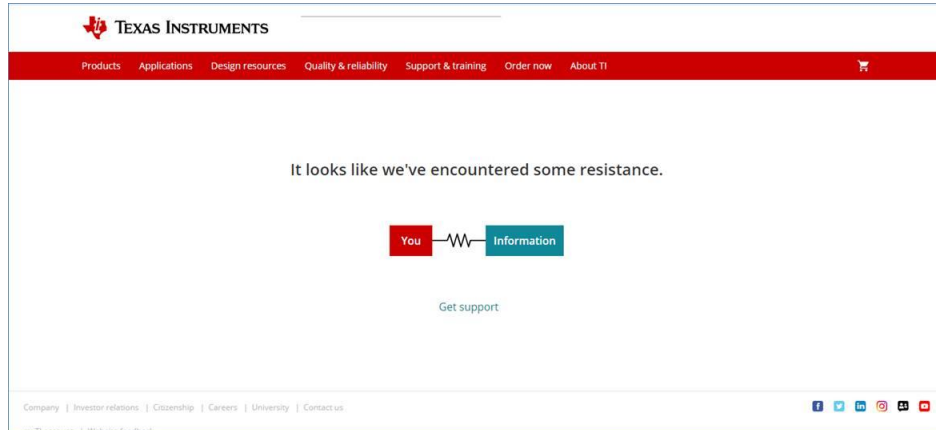 TEXAS INSTRUMENTS
Products Applications Design resources Quality & reliability Support & training Order now About TI
It looks like we've encountered some resistance.
You Information
Get support
Company | Investor relations | Citizenship | Careers | University | Contact us